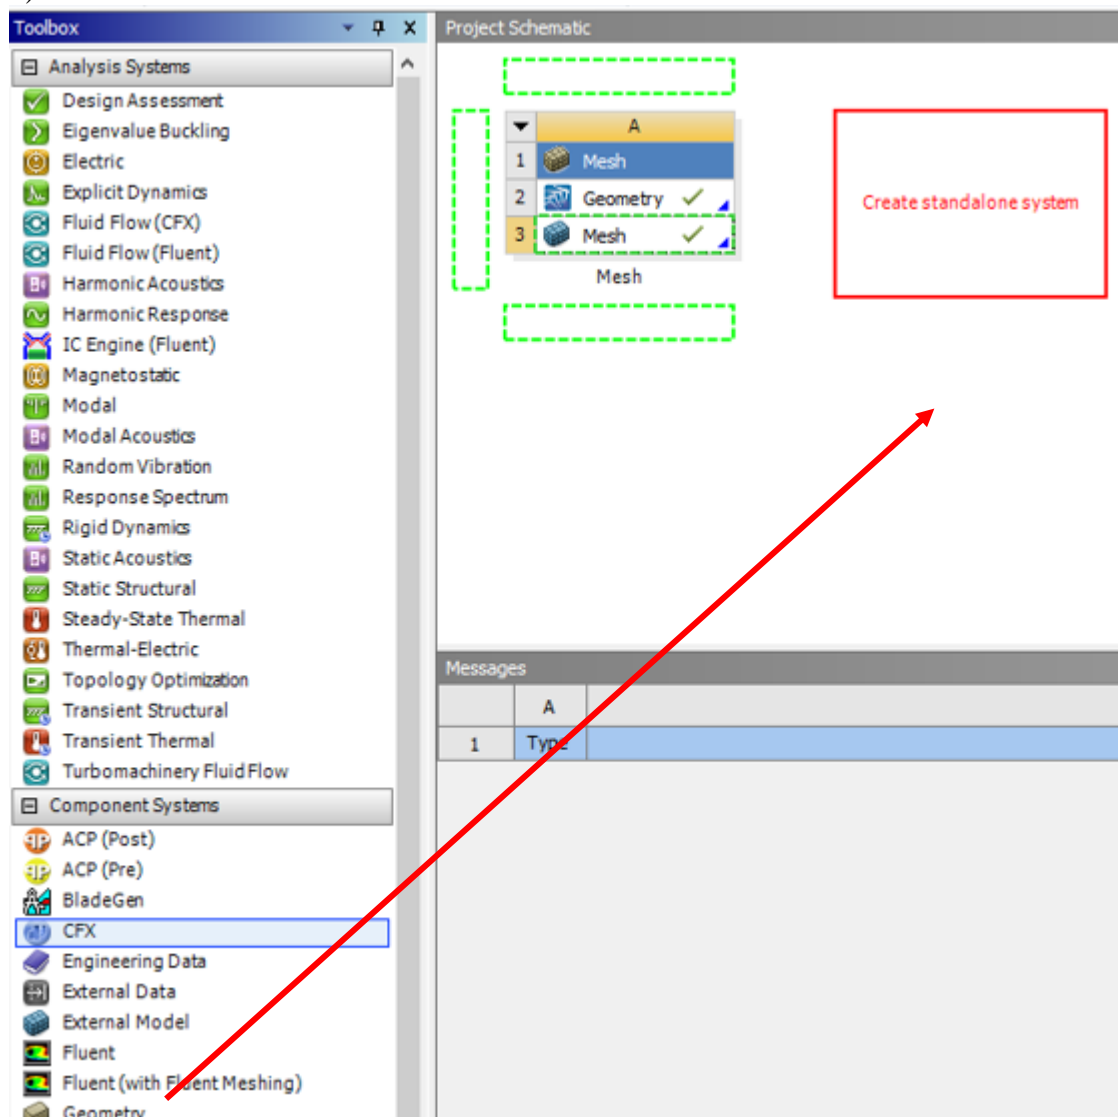 )
Toolbox
Analysis Systems
Design Assessment
Eigenvalue Buckling
Electric
Explicit Dynamics
Fluid Flow (CFX)
Fluid Flow (Fluent)
Harmonic Acoustics
Harmonic Response
IC Engine (Fluent)
Magnetostatic
Modal
Modal Acoustics
Random Vibration
Response Spectrum
Rigid Dynamics
Static Acoustics
Static Structural
Steady-State Thermal
Thermal-Electric
Topology Optimization
Transient Structural
Transient Thermal
Turbomachinery Fluid Flow
Component Systems
ACP (Post)
ACP (Pre)
BladeGen
CFX
Engineering Data
External Data
External Model
Fluent
Fluent (with Fluent Meshing)
Geometry
Project Schematic
A
1 Mesh
2 Geometry
3 Mesh
Mesh
Create standalone system
Messages
A
1 Type